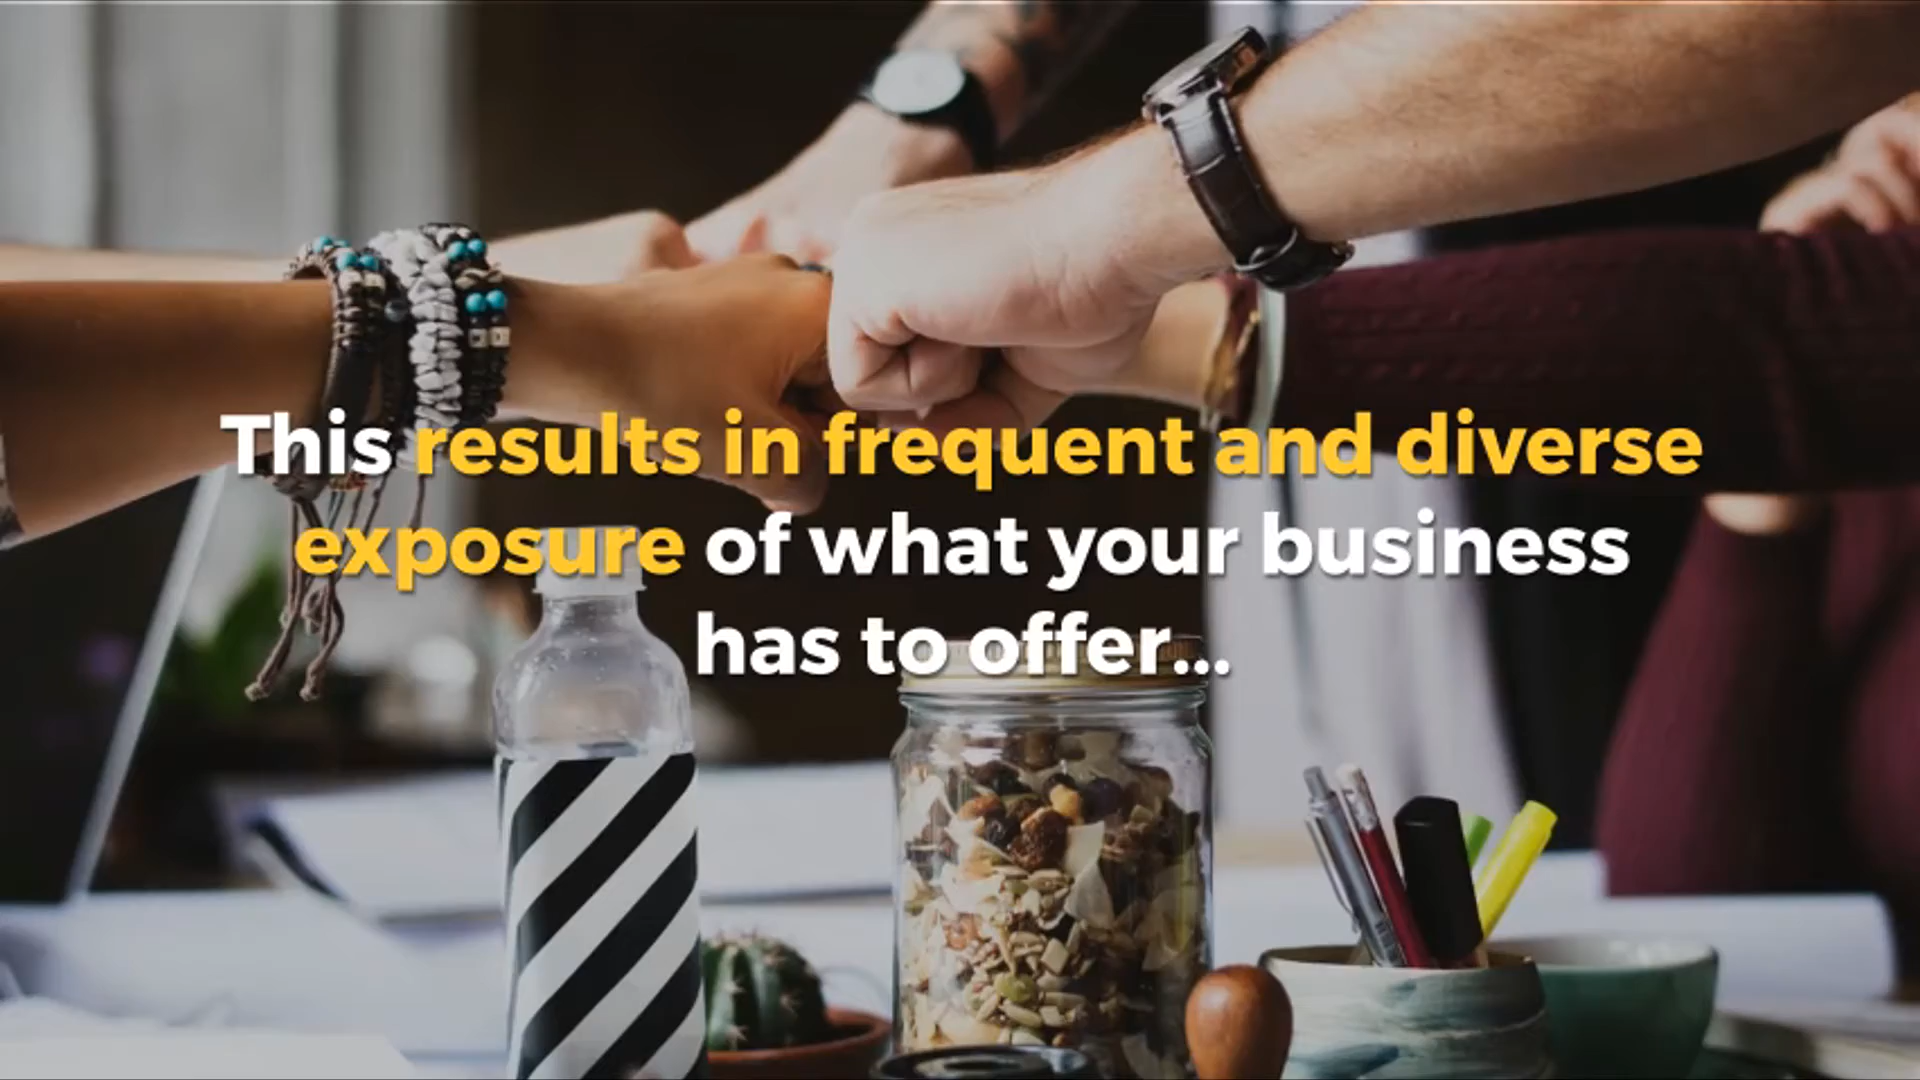 This results in frequent and diverse
exposure of what your business
has to offer...